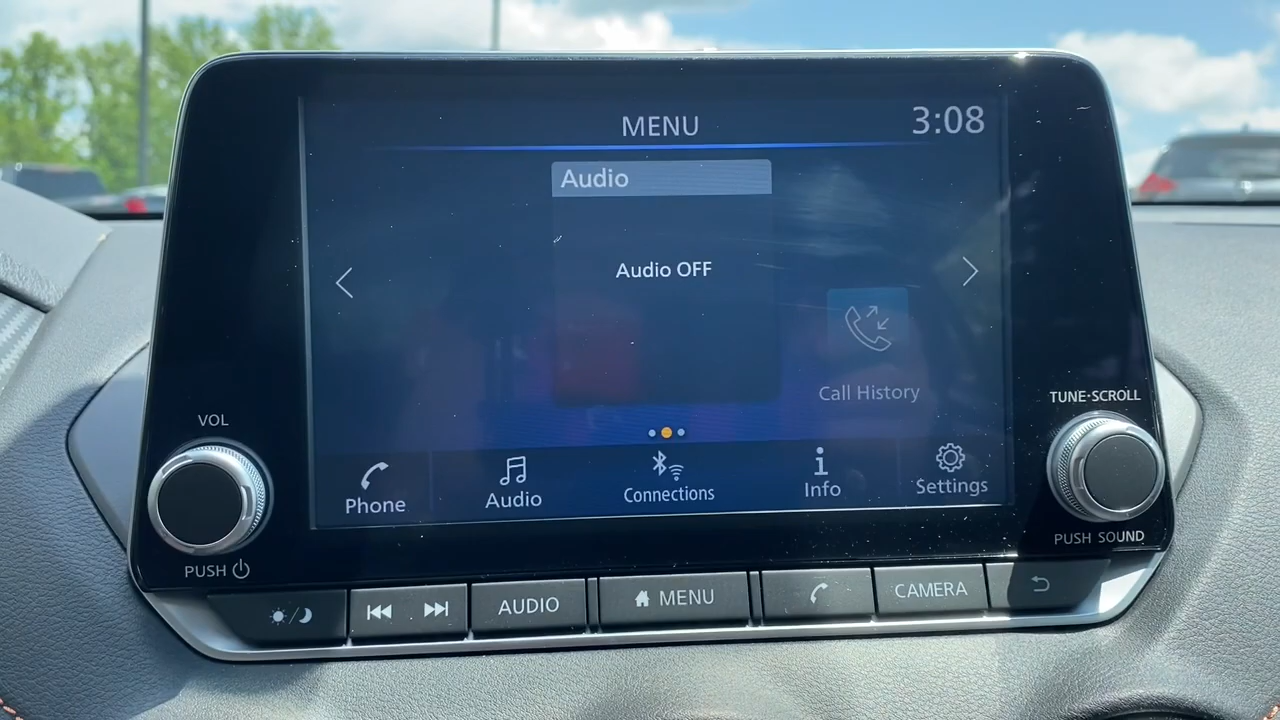 MENU
3:08
Audio
Audio OFF
Call History
Phone
Audio
Connections
Info
Settings
VOL
PUSH
TUNE·SCROLL
PUSH SOUND
AUDIO
MENU
CAMERA